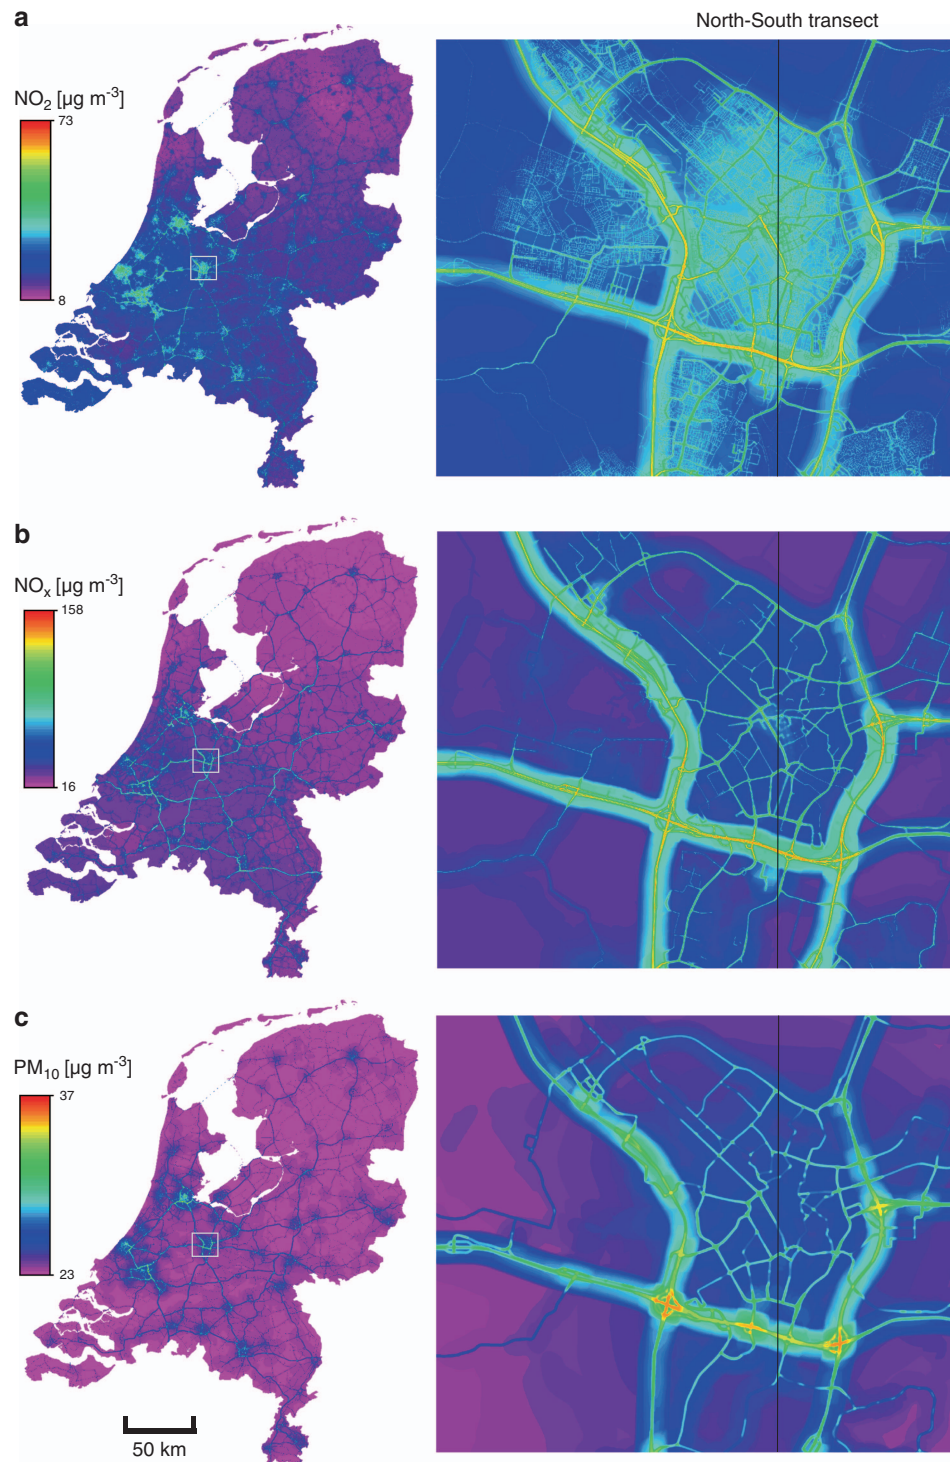 a
North-South transect
NO₂ [µg m⁻³]
73
8
b
NOₓ [µg m⁻³]
158
16
c
PM₁₀ [µg m⁻³]
37
23
50 km